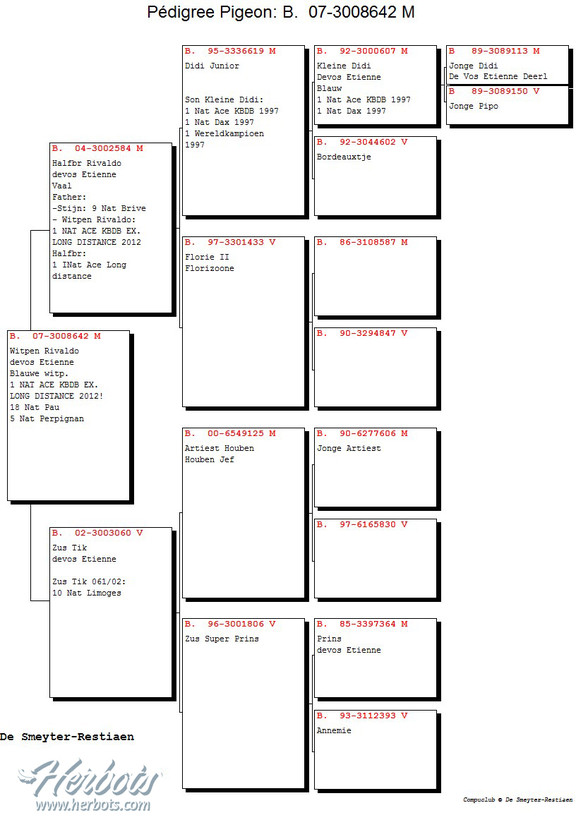 Pédigree Pigeon: B.  07-3008642 M
B.  07-3008642 M
Witpen Rivaldo
devos Etienne
Blauwe witp.
1 NAT ACE KBDB EX.
LONG DISTANCE 2012!
18 Nat Pau
5 Nat Perpignan
B.  04-3002584 M
Halfbr Rivaldo
devos Etienne
Vaal
Father:
-Stijn: 9 Nat Brive
- Witpen Rivaldo:
1 NAT ACE KBDB EX.
LONG DISTANCE 2012
Halfbr:
1 INat Ace Long
distance
B.  02-3003060 V
Zus Tik
devos Etienne
Zus Tik 061/02:
10 Nat Limoges
B.  95-3336619 M
Didi Junior
Son Kleine Didi:
1 Nat Ace KBDB 1997
1 Nat Dax 1997
1 Wereldkampioen
1997
B.  97-3301433 V
Florie II
Florizoone
B.  00-6549125 M
Artiest Houben
Houben Jef
B.  96-3001806 V
Zus Super Prins
B.  92-3000607 M
Kleine Didi
Devos Etienne
Blauw
1 Nat Ace KBDB 1997
1 Nat Dax 1997
B.  92-3044602 V
Bordeauxtje
B.  86-3108587 M
B.  90-3294847 V
B.  90-6277606 M
Jonge Artiest
B.  97-6165830 V
B.  85-3397364 M
Prins
devos Etienne
B.  93-3112393 V
Annemie
B  89-3089113 M
Jonge Didi
De Vos Etienne Deerl
B  89-3089150 V
Jonge Pipo
De Smeyter-Restiaen
Herbots
www.herbots.com
Compuclub © De Smeyter-Restiaen